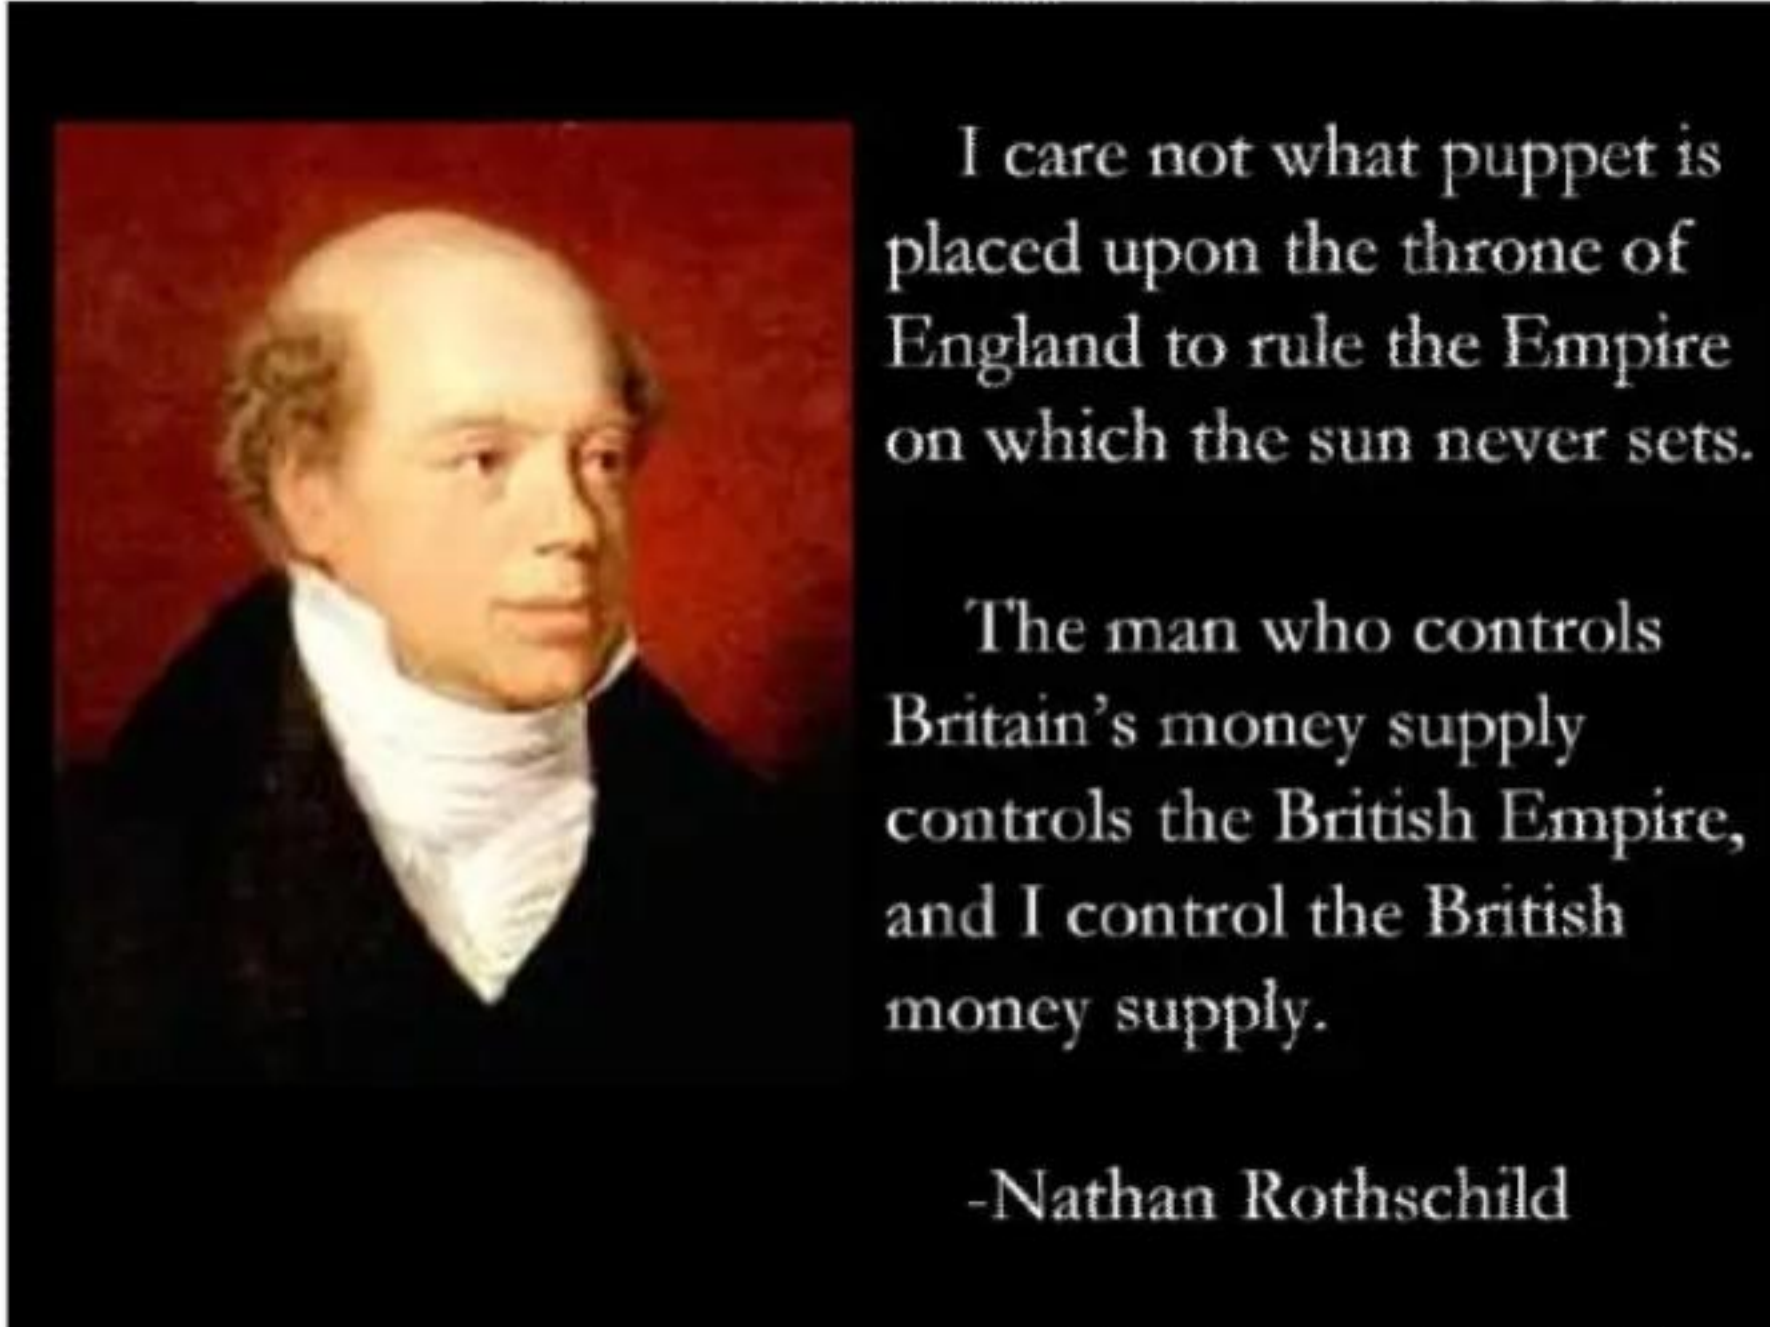 I care not what puppet is
placed upon the throne of
England to rule the Empire
on which the sun never sets.
The man who controls
Britain's money supply
controls the British Empire,
and I control the British
money supply.
-Nathan Rothschild